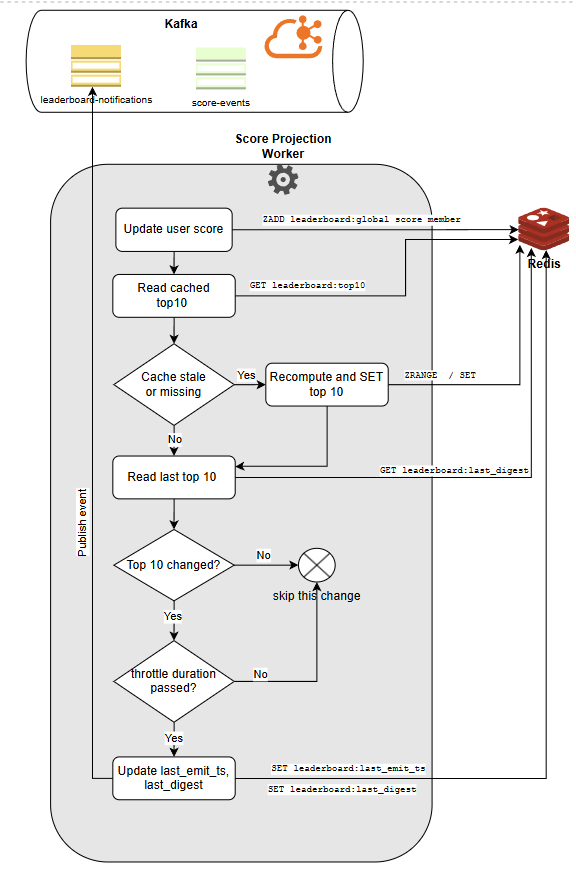 Kafka
leaderboard-notifications
score-events
Score Projection
Worker
Update user score
ZADD leaderboard:global score member
Redis
Read cached
top10
GET leaderboard:top10
Cache stale
or missing
Yes
Recompute and SET
top 10
ZRANGE / SET
No
Read last top 10
GET leaderboard:last_digest
Publish event
Top 10 changed?
No
skip this change
Yes
throttle duration
passed?
No
Yes
Update last_emit_ts,
last_digest
SET leaderboard:last_emit_ts
SET leaderboard:last_digest